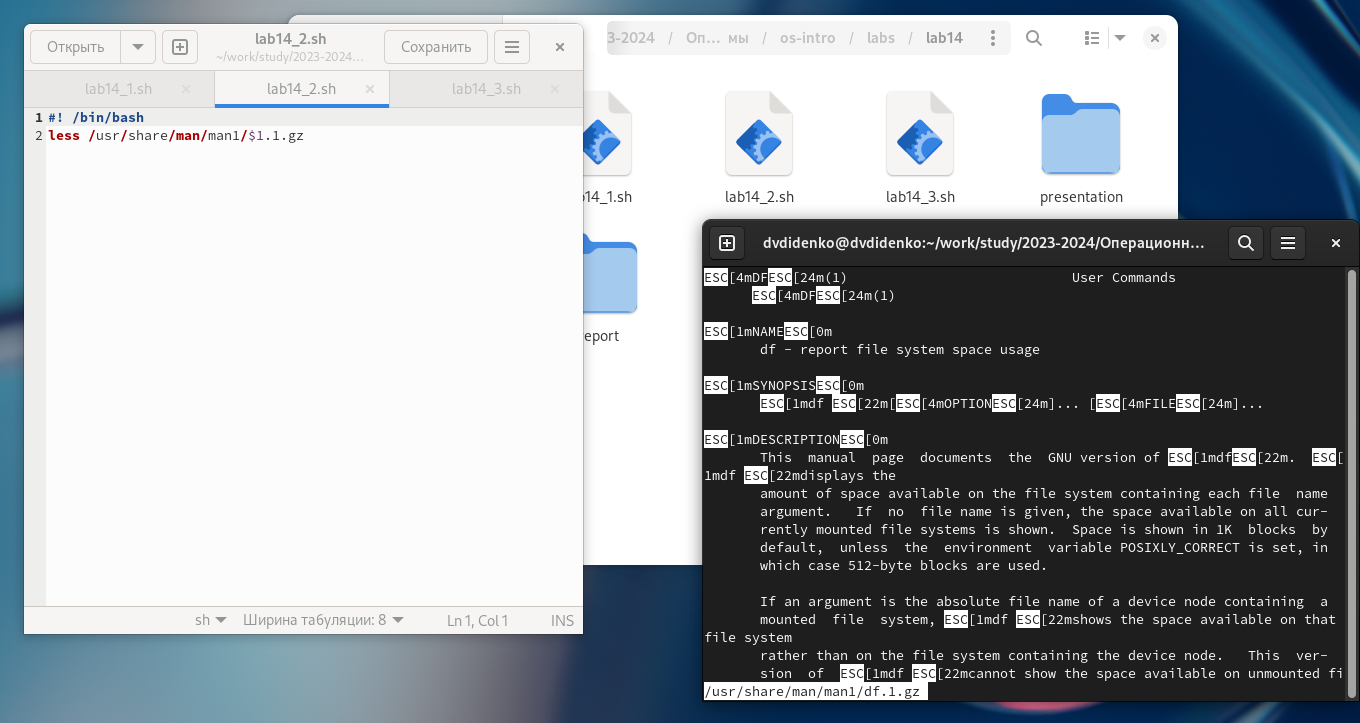 Открыть
lab14_2.sh
~/work/study/2023-2024…
Сохранить
lab14_1.sh
lab14_2.sh
lab14_3.sh
1 #! /bin/bash
2 less /usr/share/man/man1/$1.1.gz
sh
Ширина табуляции: 8
Ln 1, Col 1
INS
3-2024 / Оп… мы / os-intro / labs / lab14
b14_1.sh
lab14_2.sh
lab14_3.sh
presentation
eport
dvdidenko@dvdidenko:~/work/study/2023-2024/Операционн…
ESC[4mDFESC[24m(1) User Commands
ESC[4mDFESC[24m(1)
ESC[1mNAMEESC[0m
df - report file system space usage
ESC[1mSYNOPSISESC[0m
ESC[1mdf ESC[22m[ESC[4mOPTIONESC[24m]... [ESC[4mFILEESC[24m]...
ESC[1mDESCRIPTIONESC[0m
This manual page documents the GNU version of ESC[1mdfESC[22m. ESC[
1mdf ESC[22mdisplays the
amount of space available on the file system containing each file name
argument. If no file name is given, the space available on all cur-
rently mounted file systems is shown. Space is shown in 1K blocks by
default, unless the environment variable POSIXLY_CORRECT is set, in
which case 512-byte blocks are used.
If an argument is the absolute file name of a device node containing a
mounted file system, ESC[1mdf ESC[22mshows the space available on that
file system
rather than on the file system containing the device node. This ver-
sion of ESC[1mdf ESC[22mcannot show the space available on unmounted fi
/usr/share/man/man1/df.1.gz